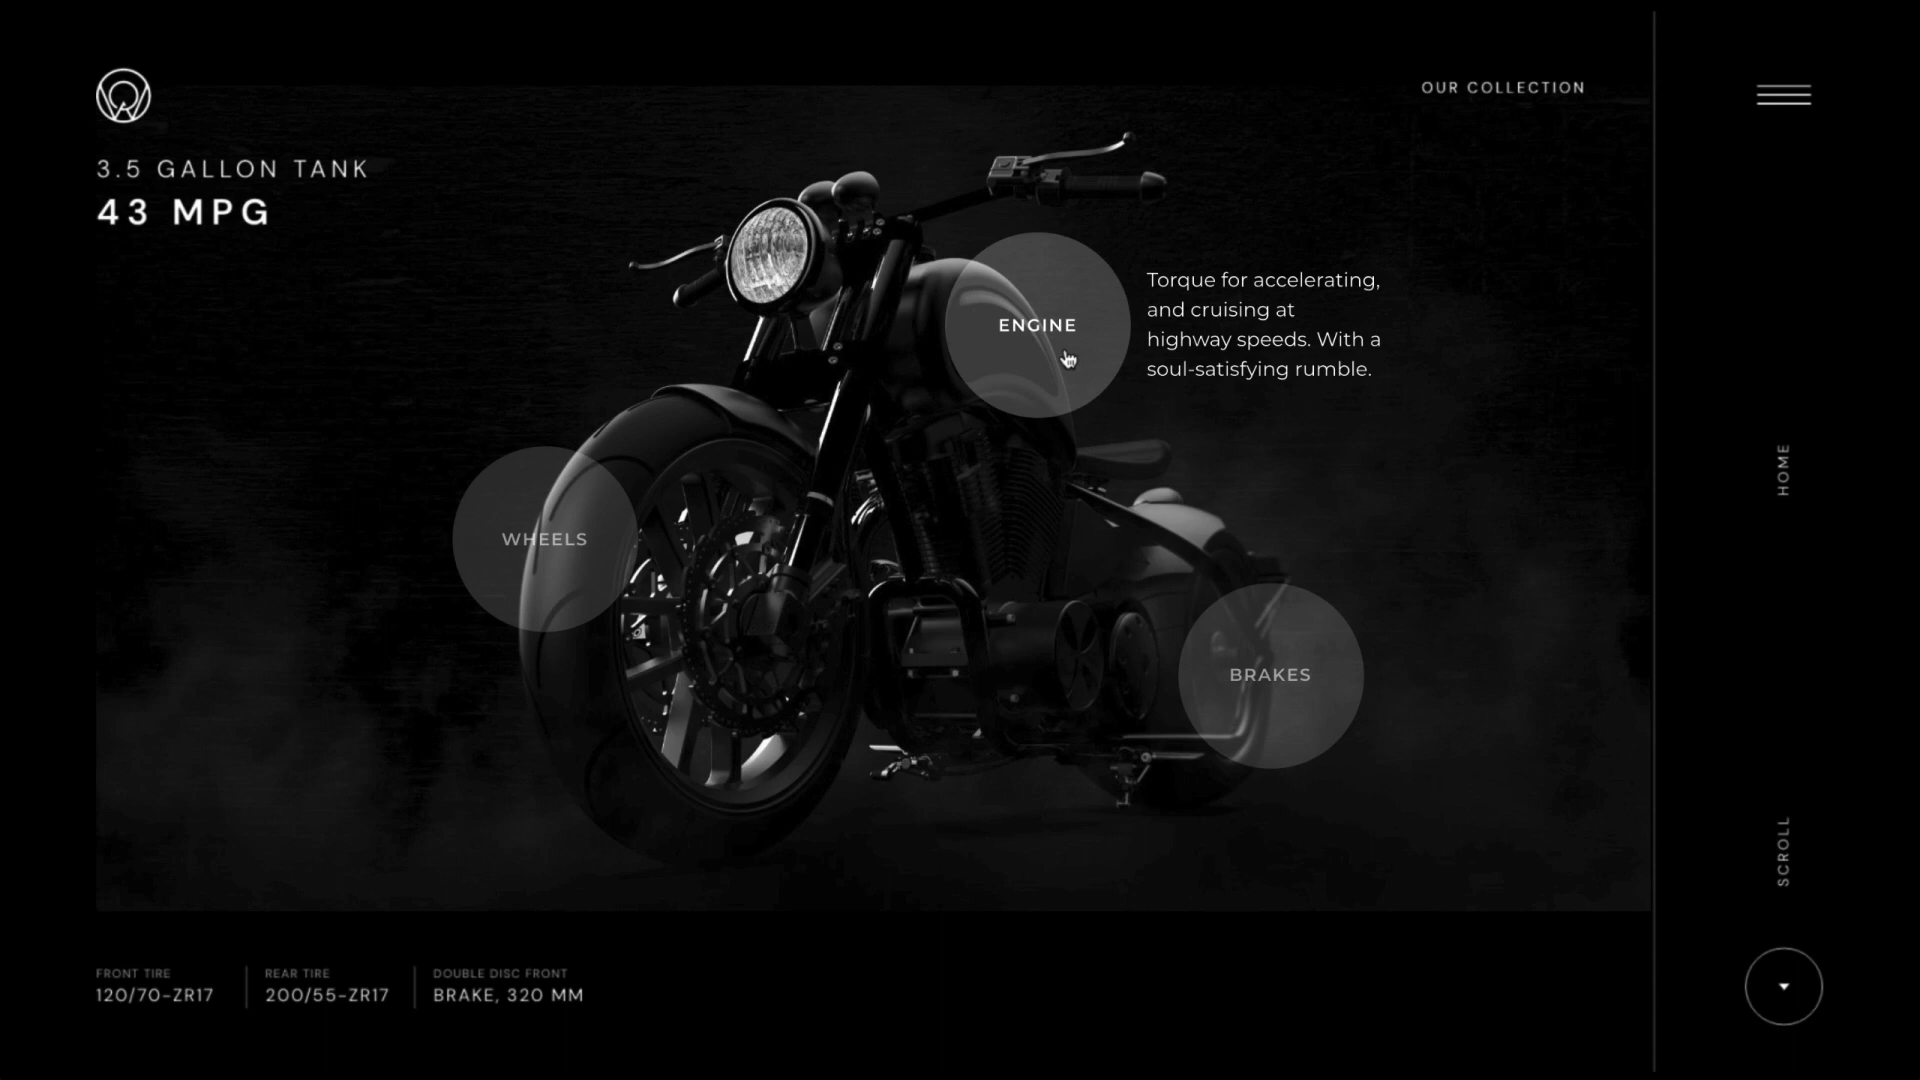 OUR COLLECTION
3.5 GALLON TANK
43 MPG
ENGINE
Torque for accelerating,
and cruising at
highway speeds. With a
soul-satisfying rumble.
WHEELS
BRAKES
HOME
SCROLL
FRONT TIRE
120/70-ZR17
REAR TIRE
200/55-ZR17
DOUBLE DISC FRONT
BRAKE, 320 MM